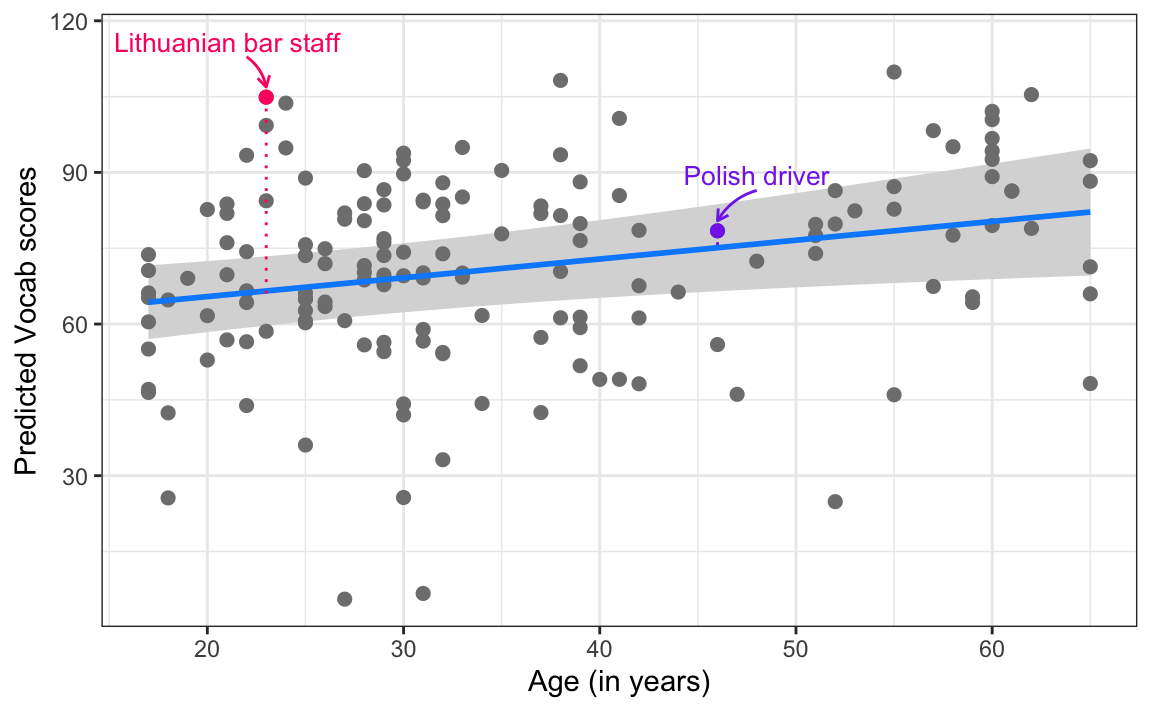 120
Lithuanian bar staff
90
Polish driver
60
30
Predicted Vocab scores
20 30 40 50 60
Age (in years)